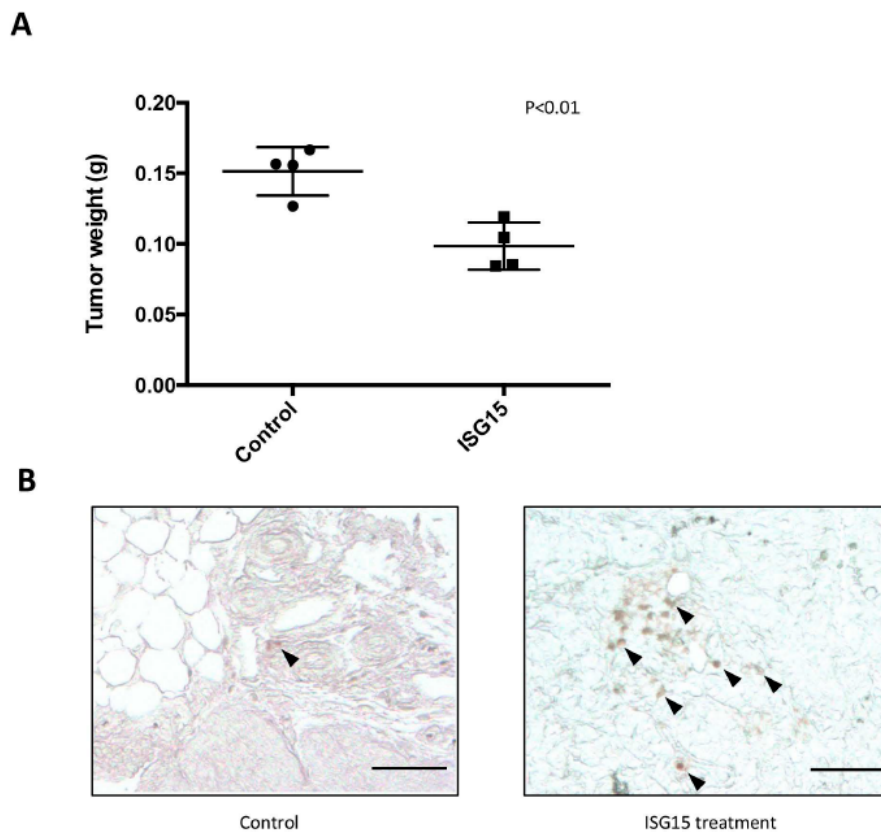 A
P<0.01
Tumor weight (g)
0.20
0.15
0.10
0.05
0.00
Control
ISG15
B
Control
ISG15 treatment